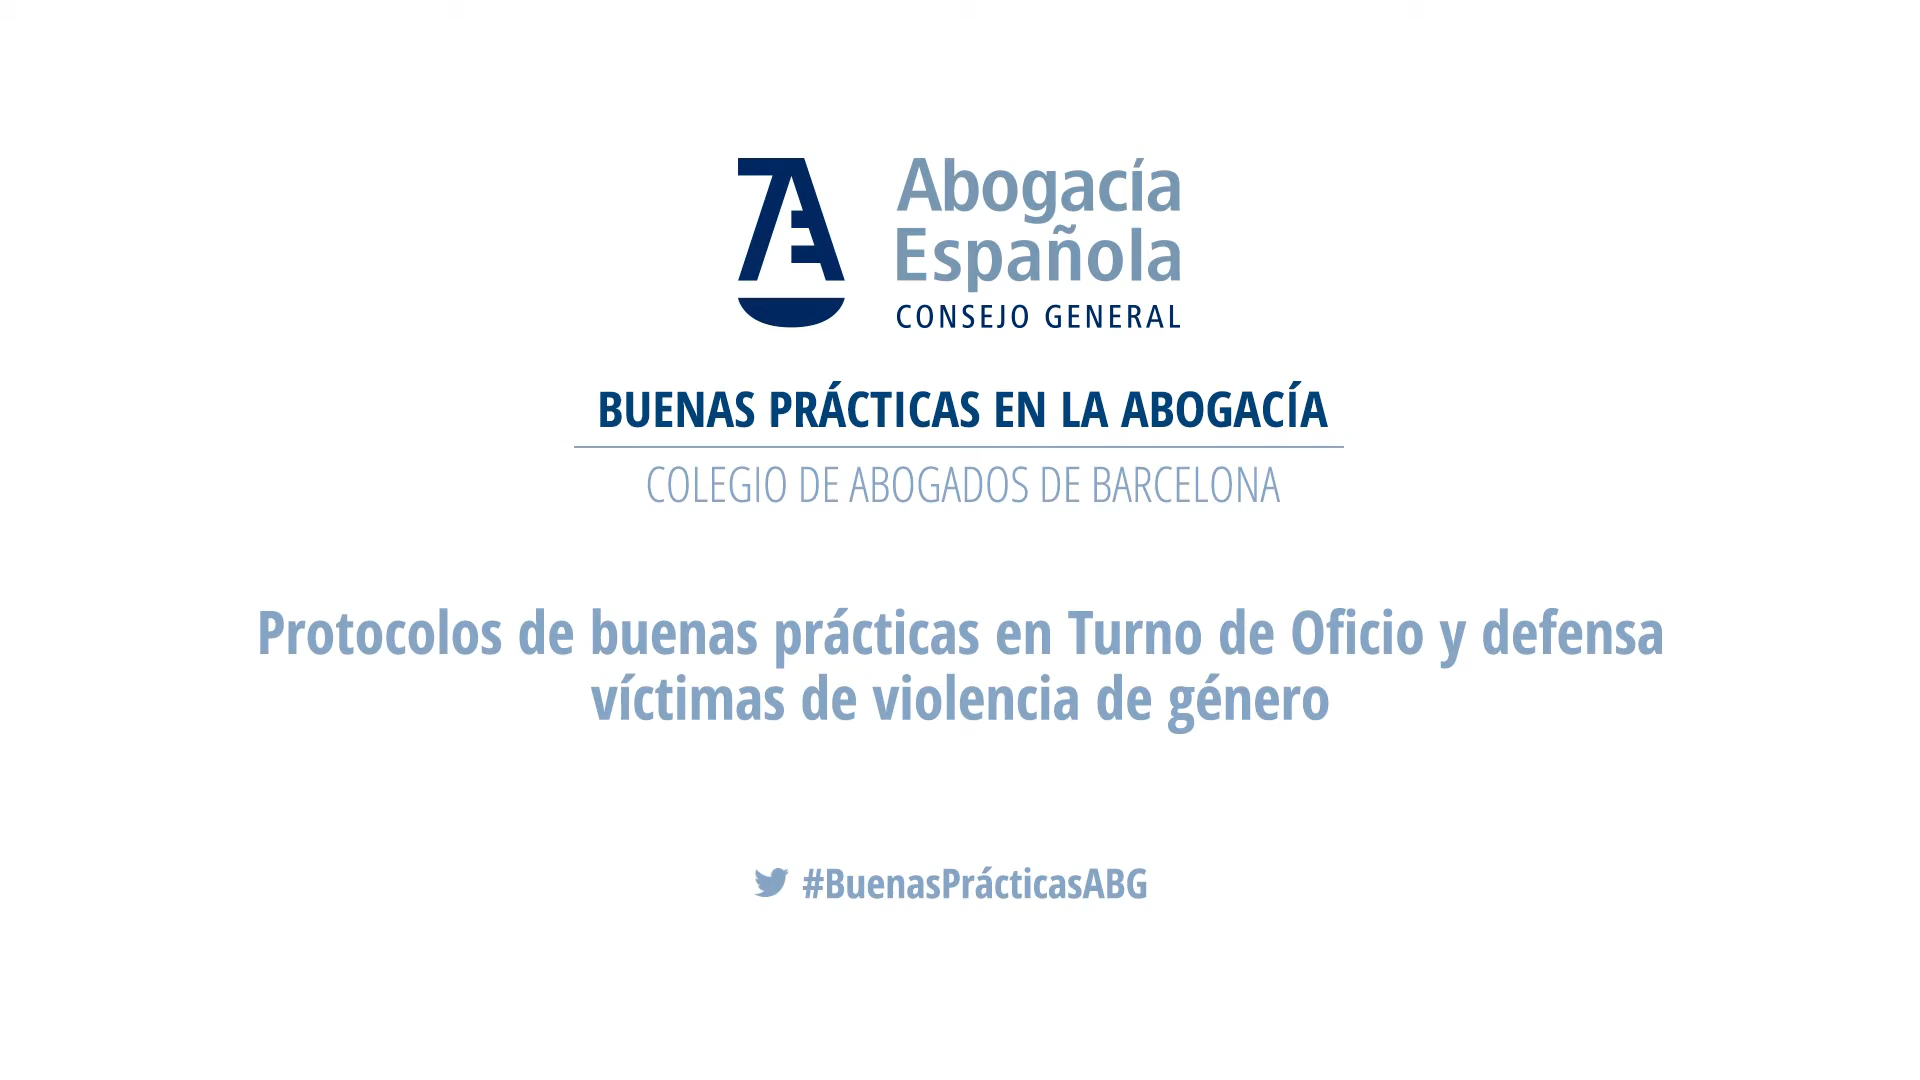 Abogacía
Española
CONSEJO GENERAL
BUENAS PRÁCTICAS EN LA ABOGACÍA
COLEGIO DE ABOGADOS DE BARCELONA
Protocolos de buenas prácticas en Turno de Oficio y defensa
víctimas de violencia de género
#BuenasPrácticasABG